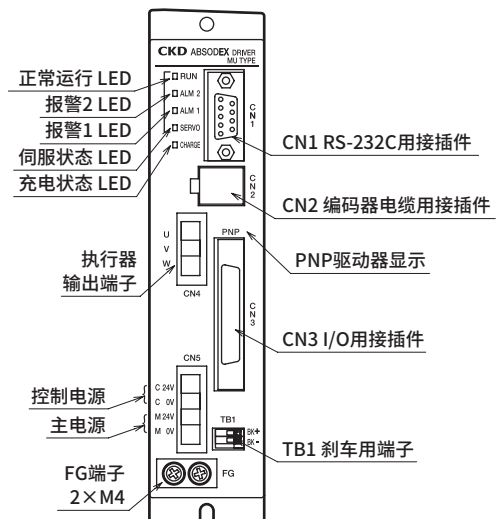 CKD ABSODEX DRIVER
MU TYPE
正常运行 LED
报警2 LED
报警1 LED
伺服状态 LED
充电状态 LED
RUN
ALM 2
ALM 1
SERVO
CHARGE
CN1
CN1 RS-232C用接插件
CN2
CN2 编码器电缆用接插件
U
V
W
CN4
执行器
输出端子
PNP
PNP驱动器显示
CN3
CN3 I/O用接插件
CN5
C 24V
C 0V
M 24V
M 0V
控制电源
主电源
TB1
BK+
BK-
TB1 刹车用端子
FG端子
2×M4
FG